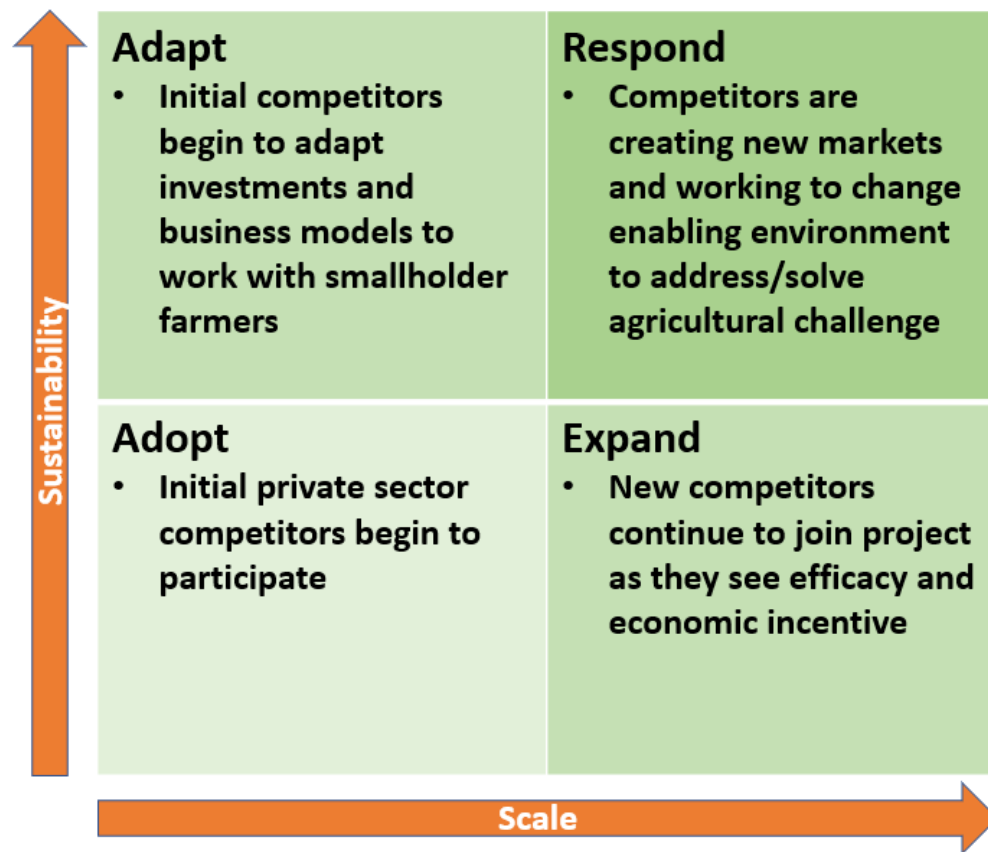 Sustainability
Adapt
• Initial competitors
begin to adapt
investments and
business models to
work with smallholder
farmers
Respond
• Competitors are
creating new markets
and working to change
enabling environment
to address/solve
agricultural challenge
Adopt
• Initial private sector
competitors begin to
participate
Expand
• New competitors
continue to join project
as they see efficacy and
economic incentive
Scale